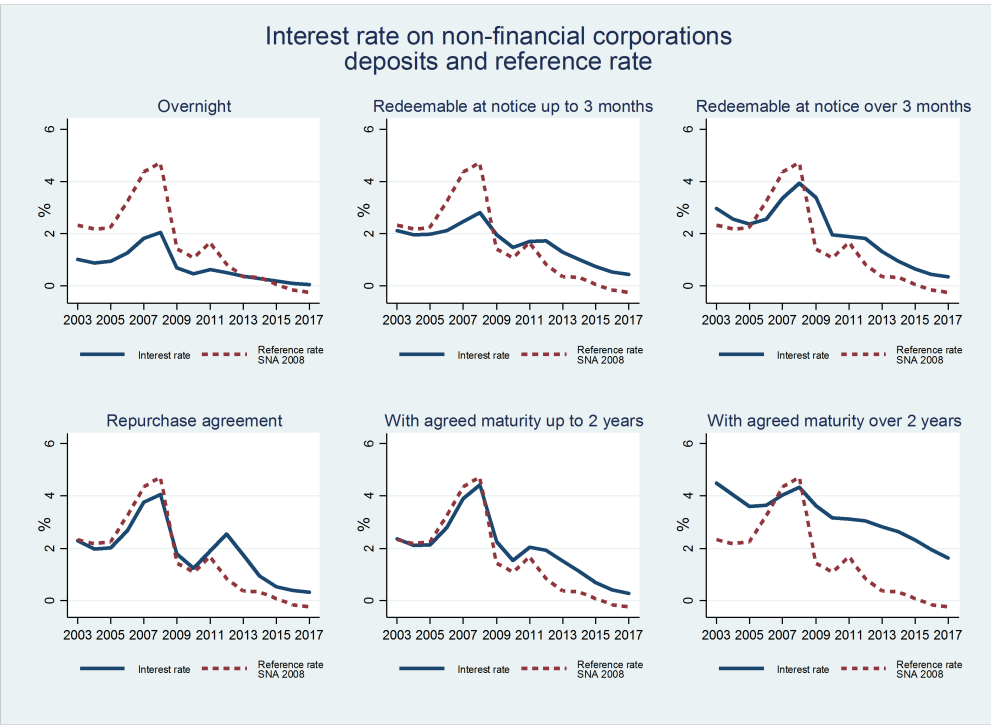 Interest rate on non-financial corporations
deposits and reference rate
Overnight
6
4
2
0
%
2003 2005 2007 2009 2011 2013 2015 2017
Interest rate
Reference rate
SNA 2008
Redeemable at notice up to 3 months
6
4
2
0
%
2003 2005 2007 2009 2011 2013 2015 2017
Interest rate
Reference rate
SNA 2008
Redeemable at notice over 3 months
6
4
2
0
%
2003 2005 2007 2009 2011 2013 2015 2017
Interest rate
Reference rate
SNA 2008
Repurchase agreement
6
4
2
0
%
2003 2005 2007 2009 2011 2013 2015 2017
Interest rate
Reference rate
SNA 2008
With agreed maturity up to 2 years
6
4
2
0
%
2003 2005 2007 2009 2011 2013 2015 2017
Interest rate
Reference rate
SNA 2008
With agreed maturity over 2 years
6
4
2
0
%
2003 2005 2007 2009 2011 2013 2015 2017
Interest rate
Reference rate
SNA 2008